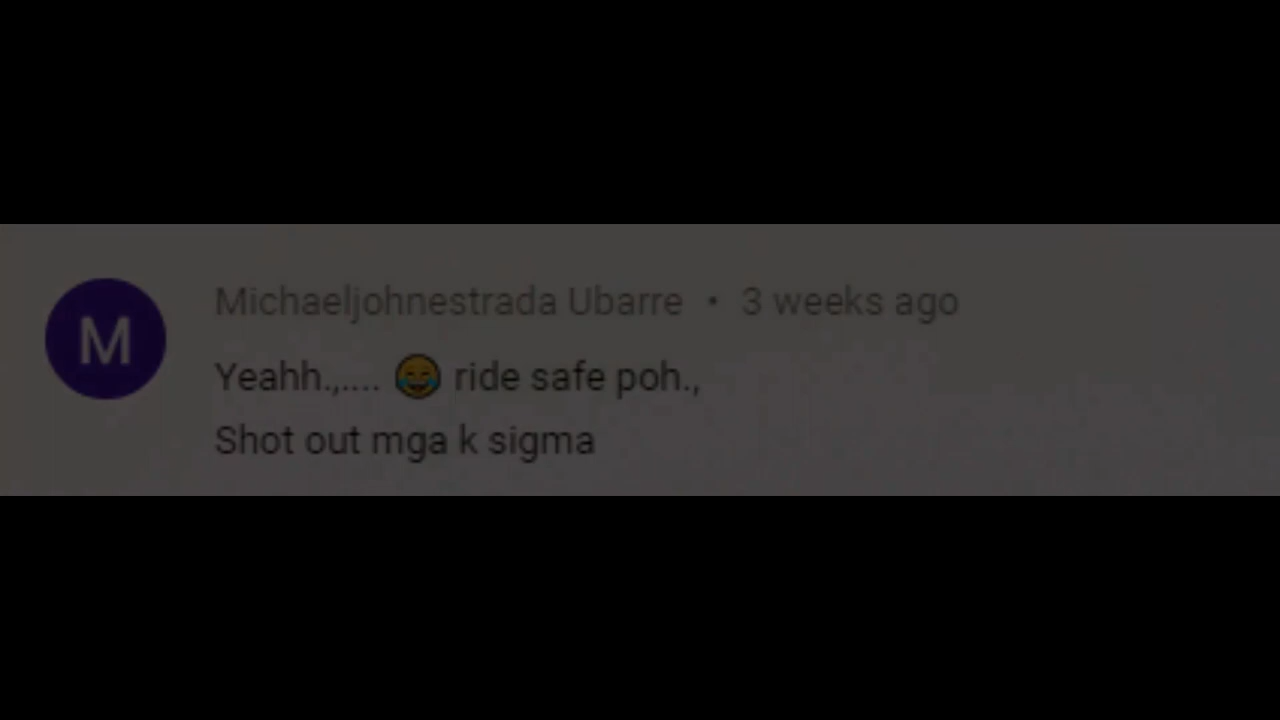 M
Michaeljohnestrada Ubarre • 3 weeks ago
Yeahh.,.... 😂 ride safe poh.,
Shot out mga k sigma